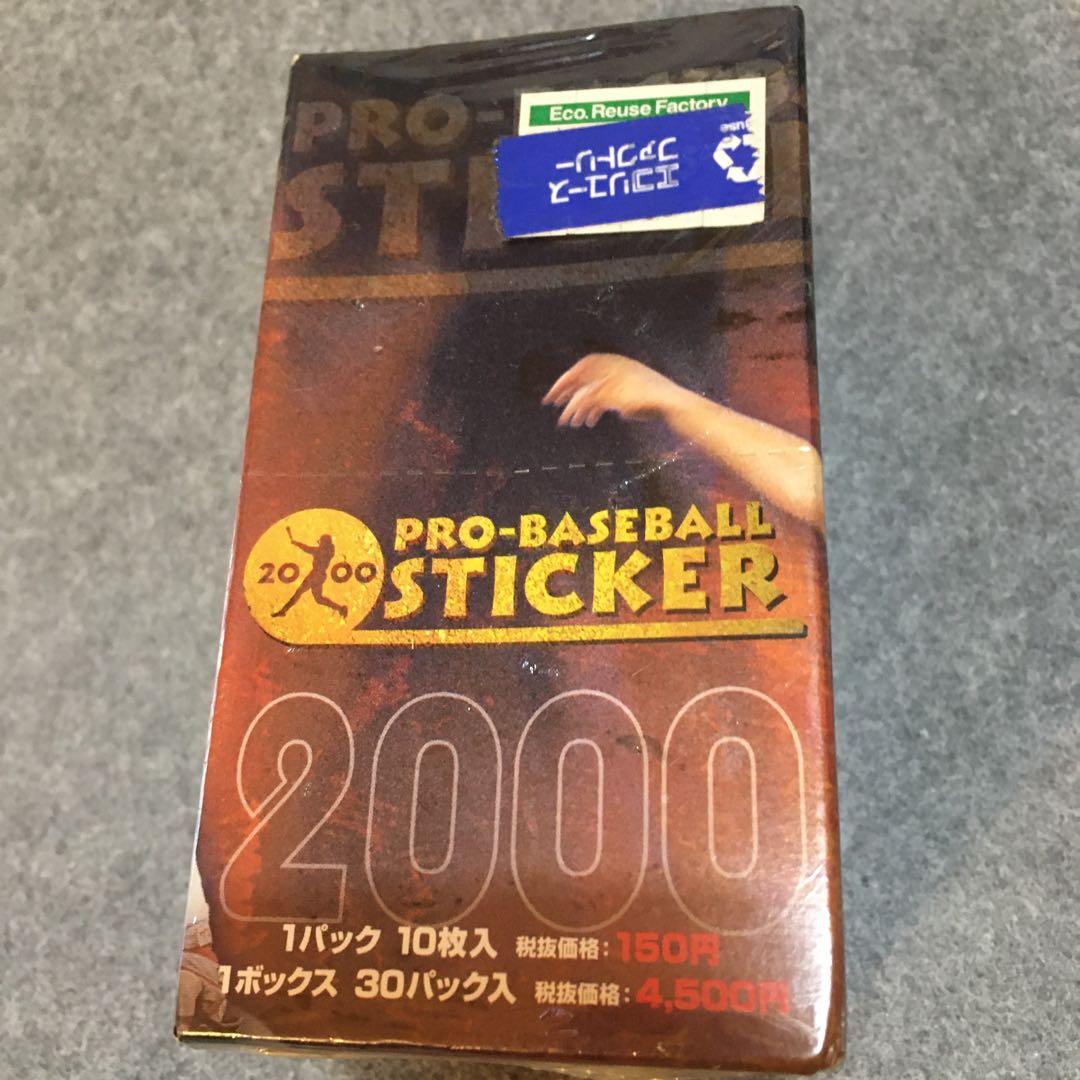 PRO-
STI
Eco. Reuse Factory
エコリユース
ファクトリー
use
PRO-BASEBALL
2000 STICKER
2000
1パック 10枚入 税抜価格:150円
1ボックス 30パック入 税抜価格:4,500円